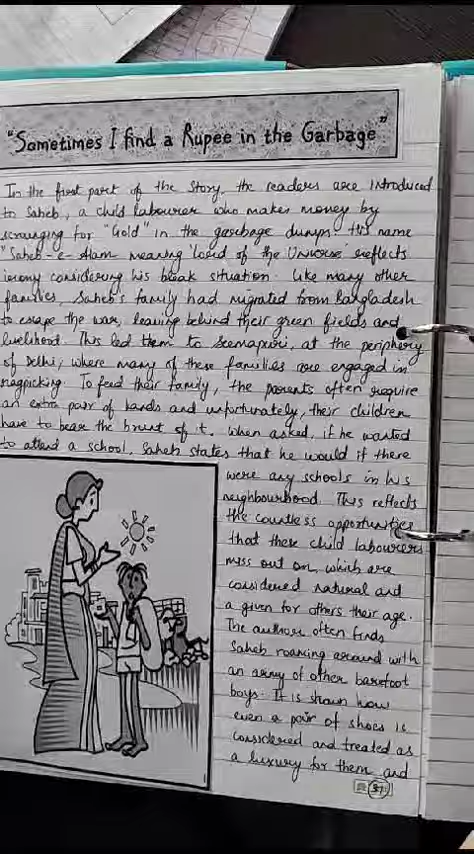 "Sometimes I find a Rupee in the Garbage"
In the first part of the story, the readers are introduced
to Saheb, a child labourer who makes money by
scrounging for "Gold" in the garbage dumps. His name
"Saheb-e-Alam meaning Lord of the Universe" reflects
irony considering his bleak situation. Like many other
families, Saheb's family had migrated from Bangladesh
to escape the war, leaving behind their green fields and
livelihood. This led them to Seemapuri, at the periphery
of Delhi, where many of these families are engaged in
ragpicking. To feed their family, the parents often require
an extra pair of hands and unfortunately, their children
have to bear the brunt of it. When asked, if he wanted
to attend a school, Saheb states that he would if there
were any schools in his
neighbourhood. This reflects
the countless opportunities
that these child labourers
miss out on, which are
considered natural and
a given for others their age.
The author often finds
Saheb roaming around with
an army of other barefoot
boys. It is shown how
even a pair of shoes is
considered and treated as
a luxury for them and
37